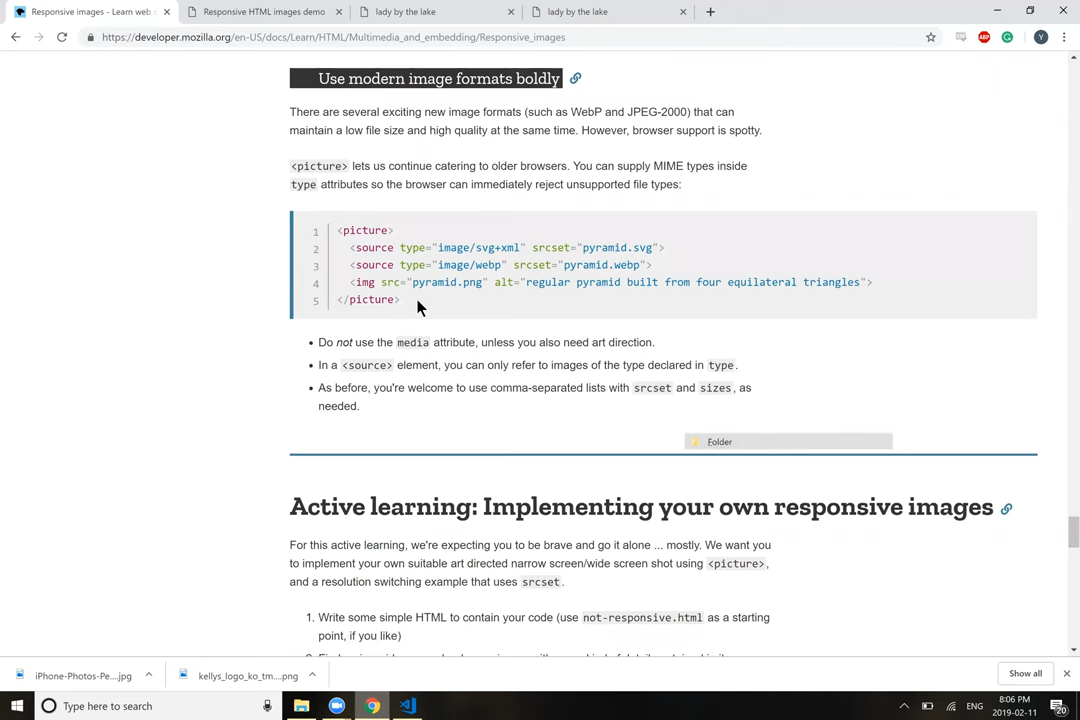 Responsive images - Learn web c
Responsive HTML images demo
lady by the lake
lady by the lake
https://developer.mozilla.org/en-US/docs/Learn/HTML/Multimedia_and_embedding/Responsive_images
ABP
G
Y
Use modern image formats boldly
There are several exciting new image formats (such as WebP and JPEG-2000) that can
maintain a low file size and high quality at the same time. However, browser support is spotty.
<picture> lets us continue catering to older browsers. You can supply MIME types inside
type attributes so the browser can immediately reject unsupported file types:
1 <picture>
2 <source type="image/svg+xml" srcset="pyramid.svg">
3 <source type="image/webp" srcset="pyramid.webp">
4 <img src="pyramid.png" alt="regular pyramid built from four equilateral triangles">
5 </picture>
• Do not use the media attribute, unless you also need art direction.
• In a <source> element, you can only refer to images of the type declared in type.
• As before, you're welcome to use comma-separated lists with srcset and sizes, as
needed.
Folder
Active learning: Implementing your own responsive images
For this active learning, we're expecting you to be brave and go it alone ... mostly. We want you
to implement your own suitable art directed narrow screen/wide screen shot using <picture>,
and a resolution switching example that uses srcset.
1. Write some simple HTML to contain your code (use not-responsive.html as a starting
point, if you like)
iPhone-Photos-Pe....jpg
kellys_logo_ko_tm....png
Show all
Type here to search
ENG
8:06 PM
2019-02-11
20